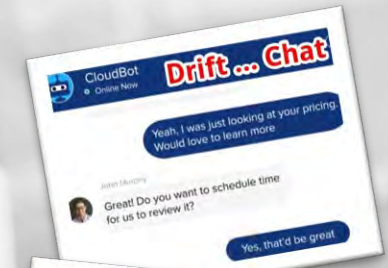 CloudBot
Online Now
Drift ... Chat
Yeah, I was just looking at your pricing.
Would love to learn more
John Murphy
Great! Do you want to schedule time
for us to review it?
Yes, that'd be great